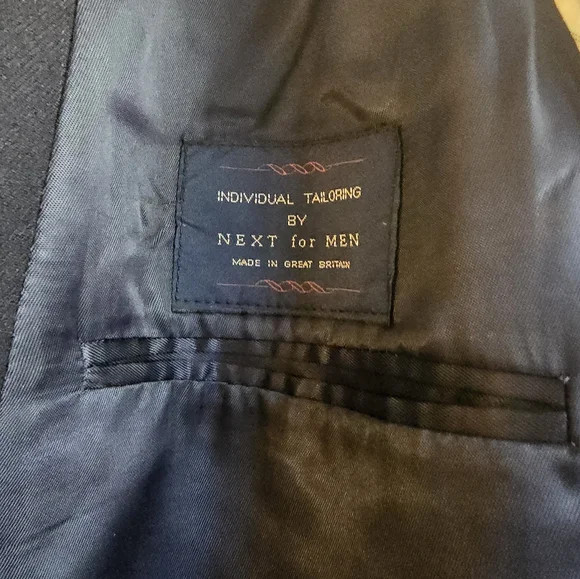 INDIVIDUAL TAILORING
BY
NEXT for MEN
MADE IN GREAT BRITAIN